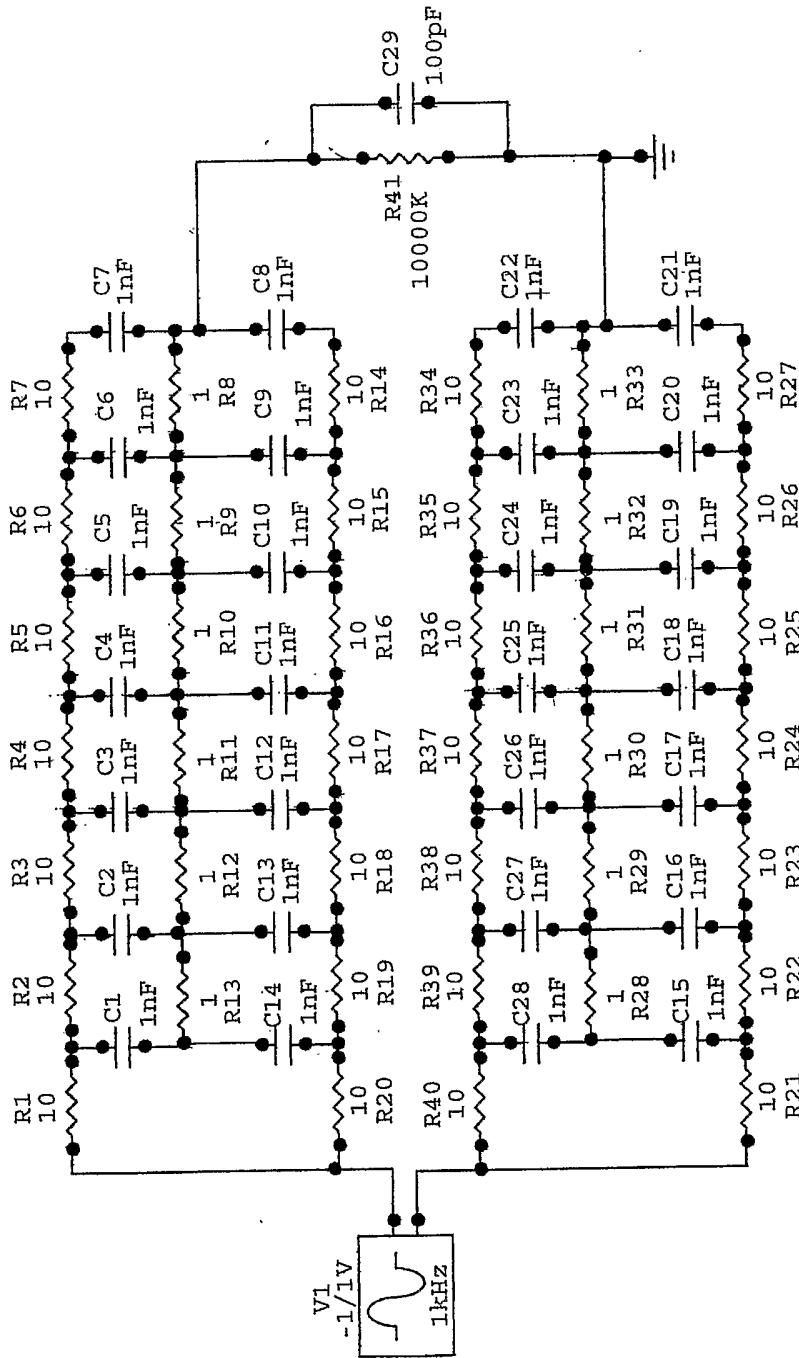 R1
10
R2
10
R3
10
R4
10
R5
10
R6
10
R7
10
C1
1nF
C2
1nF
C3
1nF
C4
1nF
C5
1nF
C6
1nF
C7
1nF
1
R13
1
R12
1
R11
1
R10
1
R9
1
R8
C14
1nF
C13
1nF
C12
1nF
C11
1nF
C10
1nF
C9
1nF
C8
1nF
10
R20
10
R19
10
R18
10
R17
10
R16
10
R15
10
R14
V1
-1/1V
1kHz
R41
10000K
C29
100pF
R40
10
R39
10
R38
10
R37
10
R36
10
R35
10
R34
10
C28
1nF
C27
1nF
C26
1nF
C25
1nF
C24
1nF
C23
1nF
C22
1nF
1
R28
1
R29
1
R30
1
R31
1
R32
1
R33
C15
1nF
C16
1nF
C17
1nF
C18
1nF
C19
1nF
C20
1nF
C21
1nF
10
R21
10
R22
10
R23
10
R24
10
R25
10
R26
10
R27